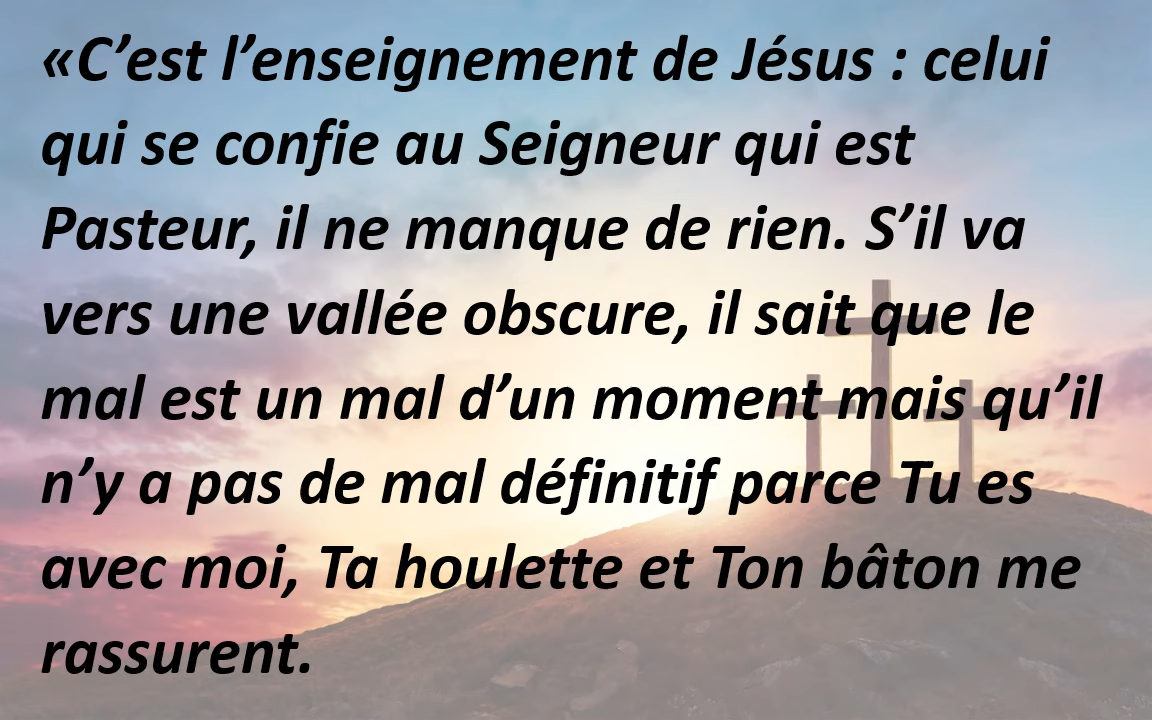 «C’est l’enseignement de Jésus : celui
qui se confie au Seigneur qui est
Pasteur, il ne manque de rien. S’il va
vers une vallée obscure, il sait que le
mal est un mal d’un moment mais qu’il
n’y a pas de mal définitif parce Tu es
avec moi, Ta houlette et Ton bâton me
rassurent.